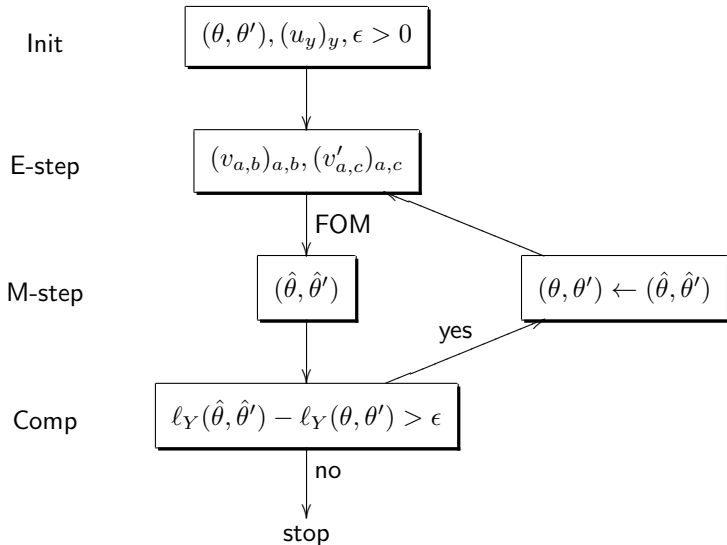 Init (θ, θ′), (u_y)_y, ϵ > 0
E-step (v_{a,b})_{a,b}, (v′_{a,c})_{a,c}
FOM
M-step (θ̂, θ̂′) (θ, θ′) ← (θ̂, θ̂′)
yes
Comp ℓ_Y(θ̂, θ̂′) − ℓ_Y(θ, θ′) > ϵ
no
stop